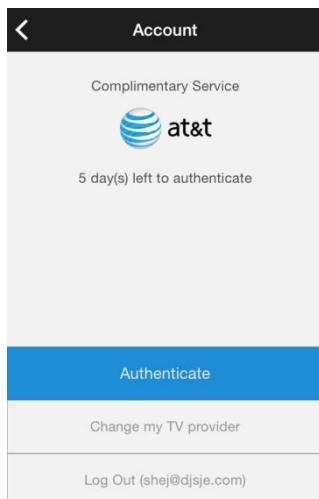 Account
Complimentary Service
at&t
5 day(s) left to authenticate
Authenticate
Change my TV provider
Log Out (shej@djsje.com)